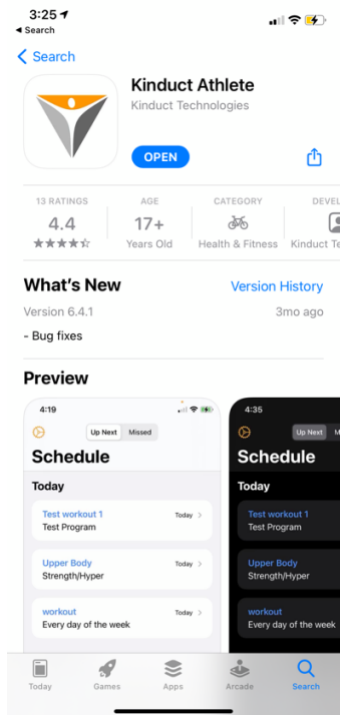 3:25
◀ Search
Search
Kinduct Athlete
Kinduct Technologies
OPEN
13 RATINGS AGE CATEGORY DEVEL
4.4 17+
Years Old Health & Fitness Kinduct Te
What's New Version History
Version 6.4.1 3mo ago
- Bug fixes
Preview
4:19 4:35
Up Next Missed Up Next M
Schedule Schedule
Today Today
Test workout 1 Today Test workout 1
Test Program Test Program
Upper Body Today Upper Body
Strength/Hyper Strength/Hyper
workout Today workout
Every day of the week Every day of the week
Today Games Apps Arcade Search